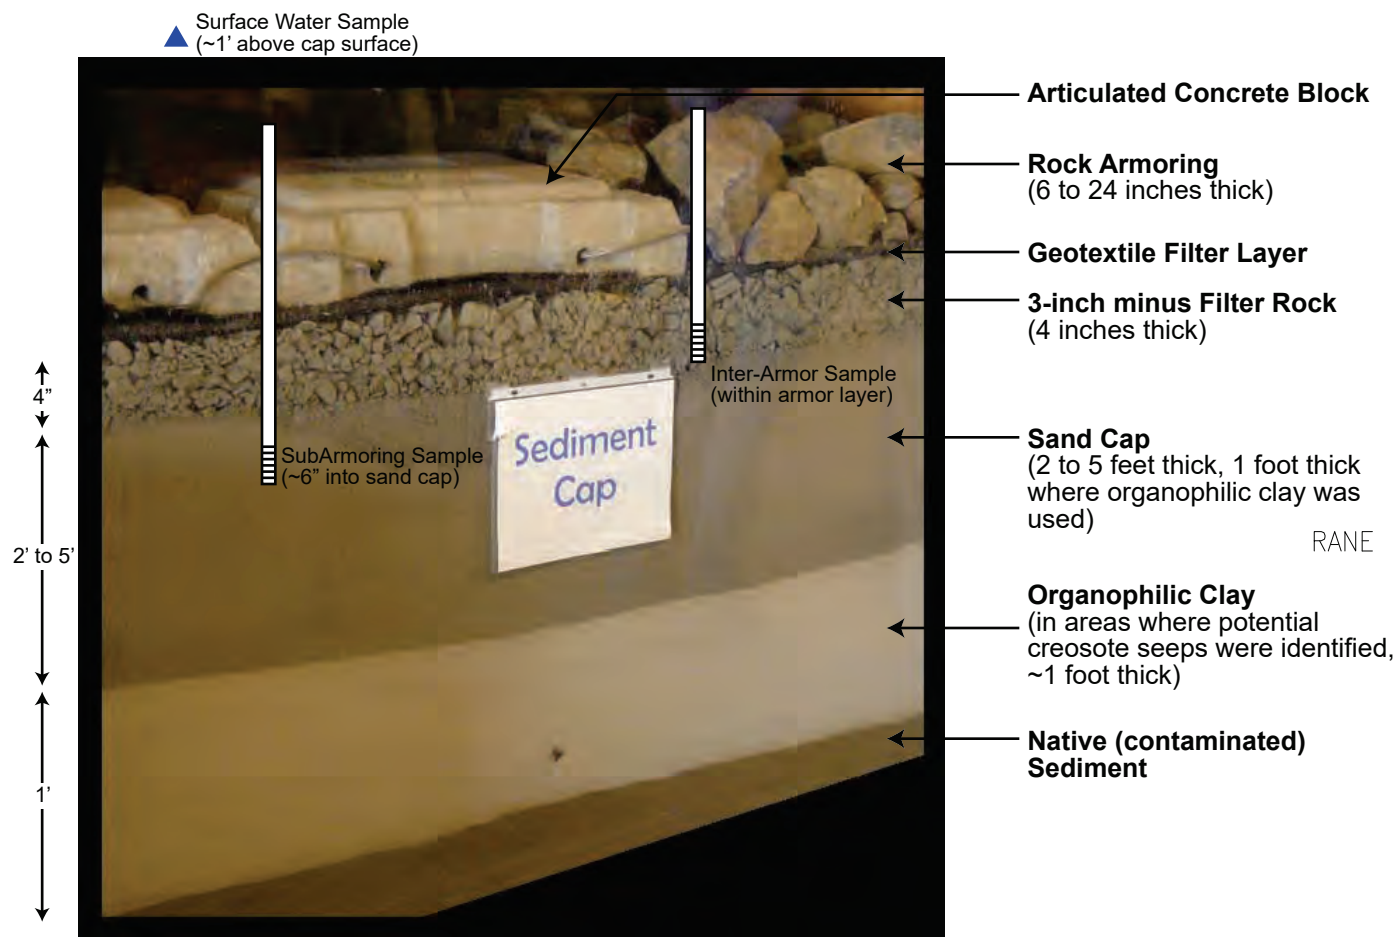 Surface Water Sample
(~1’ above cap surface)
Articulated Concrete Block
Rock Armoring
(6 to 24 inches thick)
Geotextile Filter Layer
3-inch minus Filter Rock
(4 inches thick)
Inter-Armor Sample
(within armor layer)
4”
Sediment
Cap
SubArmoring Sample
(~6” into sand cap)
Sand Cap
(2 to 5 feet thick, 1 foot thick
where organophilic clay was
used)
RANE
2’ to 5’
Organophilic Clay
(in areas where potential
creosote seeps were identified,
~1 foot thick)
Native (contaminated)
Sediment
1’